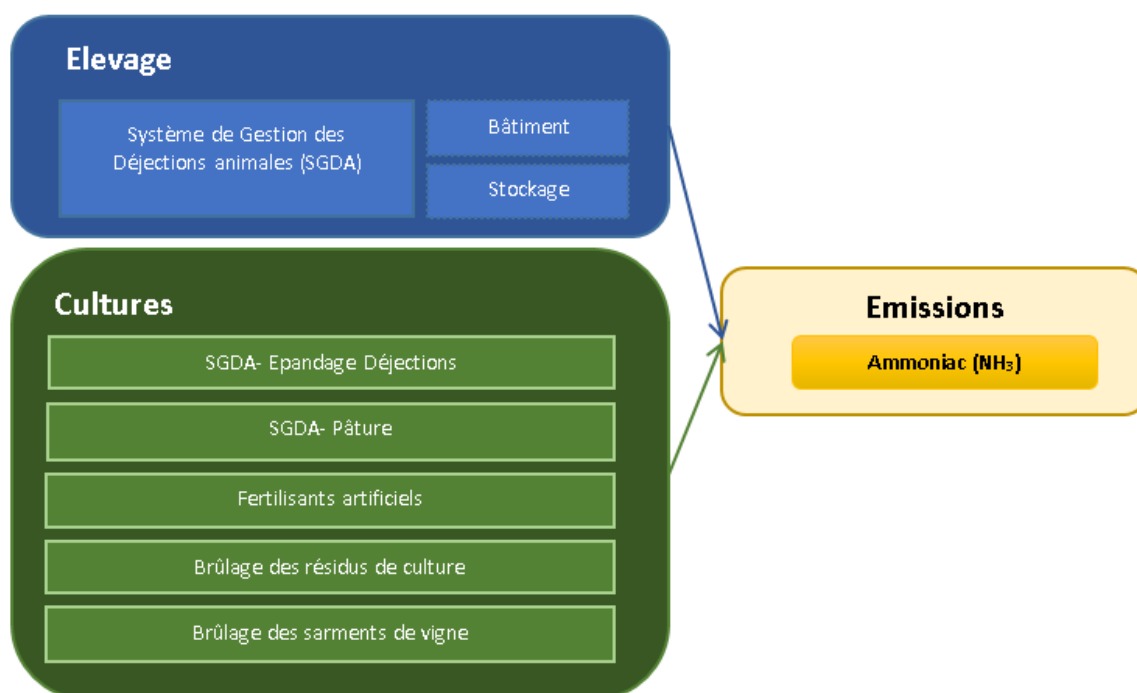 Elevage
Système de Gestion des
Déjections animales (SGDA)
Bâtiment
Stockage
Cultures
SGDA- Epandage Déjections
SGDA- Pâture
Fertilisants artificiels
Brûlage des résidus de culture
Brûlage des sarments de vigne
Emissions
Ammoniac (NH₃)